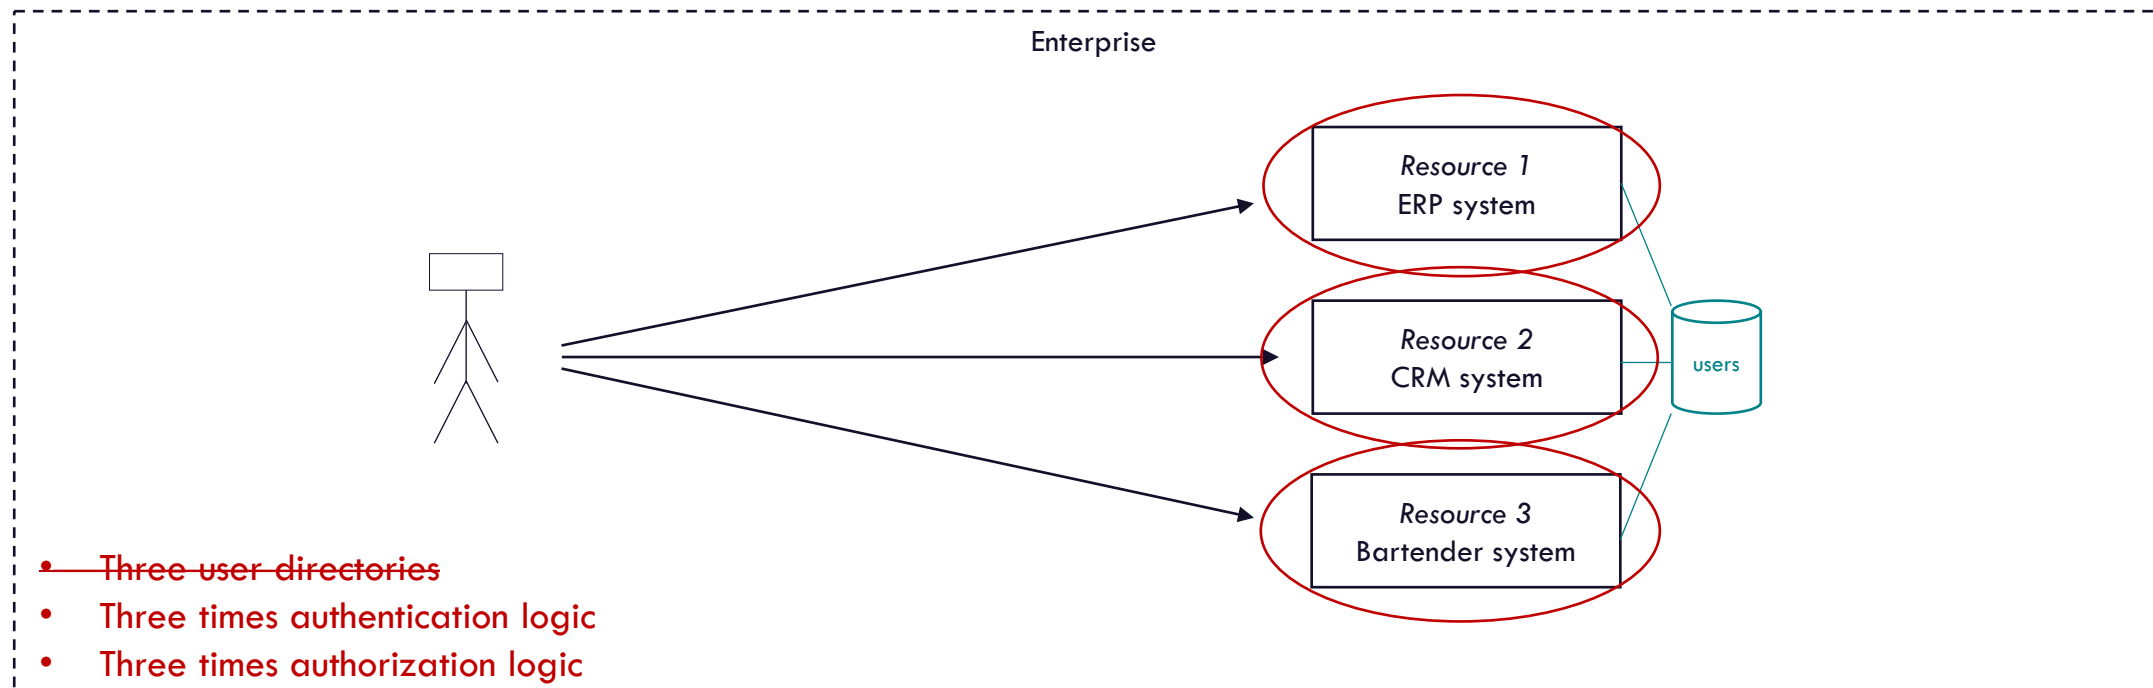 Enterprise
Resource 1
ERP system
Resource 2
CRM system
users
Resource 3
Bartender system
• Three user directories
• Three times authentication logic
• Three times authorization logic